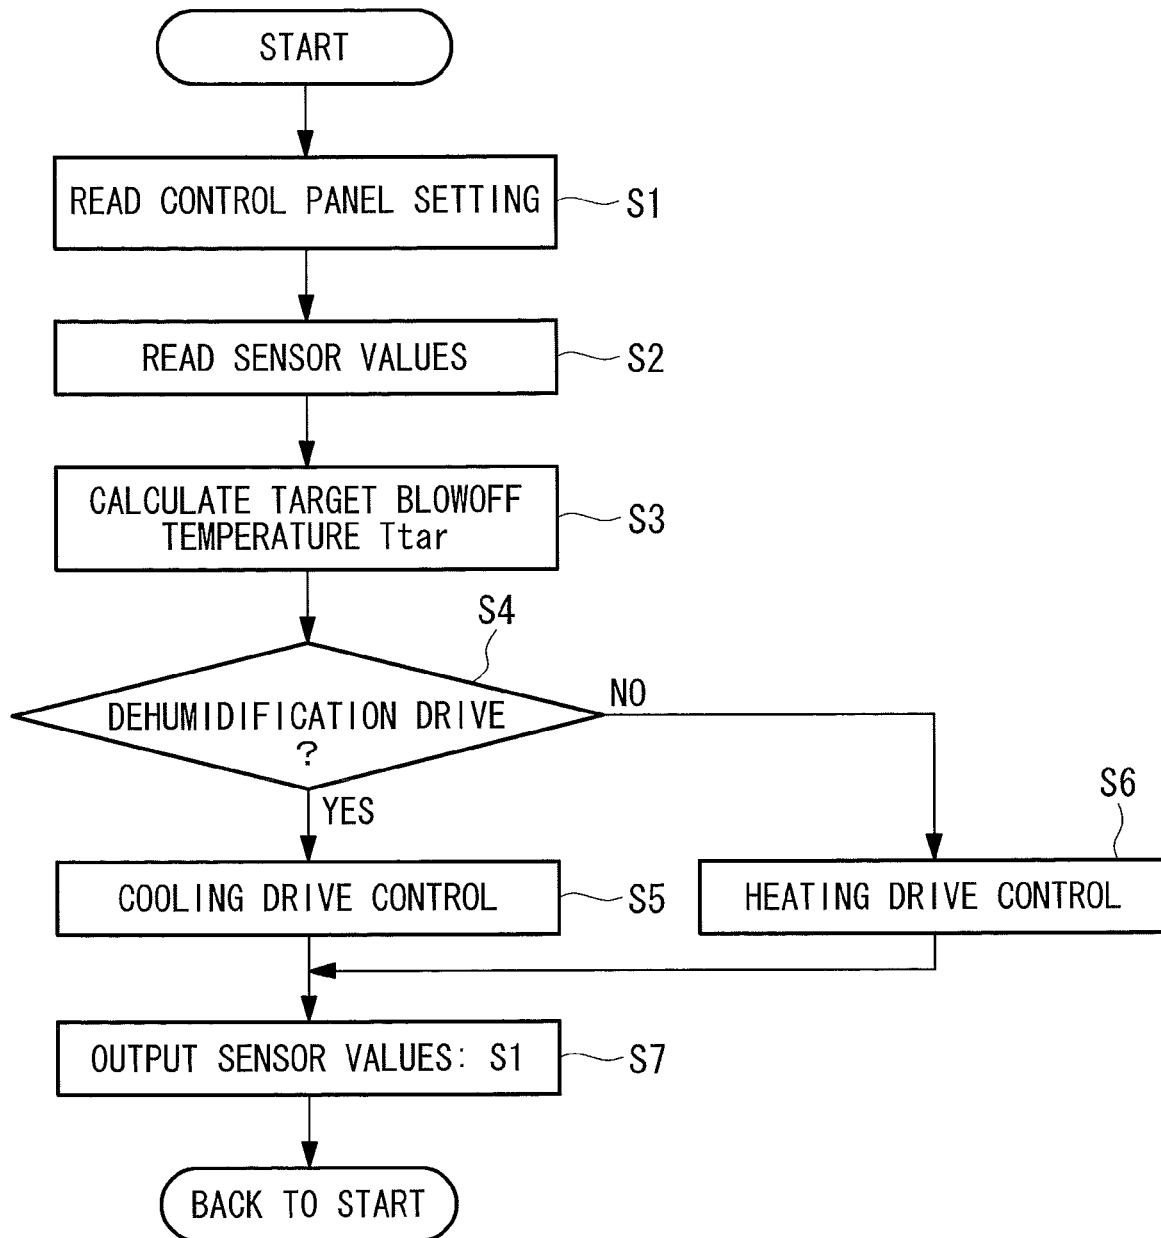 START
READ CONTROL PANEL SETTING
S1
READ SENSOR VALUES
S2
CALCULATE TARGET BLOWOFF
TEMPERATURE Ttar
S3
S4
DEHUMIDIFICATION DRIVE
?
NO
YES
S6
COOLING DRIVE CONTROL
S5
HEATING DRIVE CONTROL
OUTPUT SENSOR VALUES: S1
S7
BACK TO START